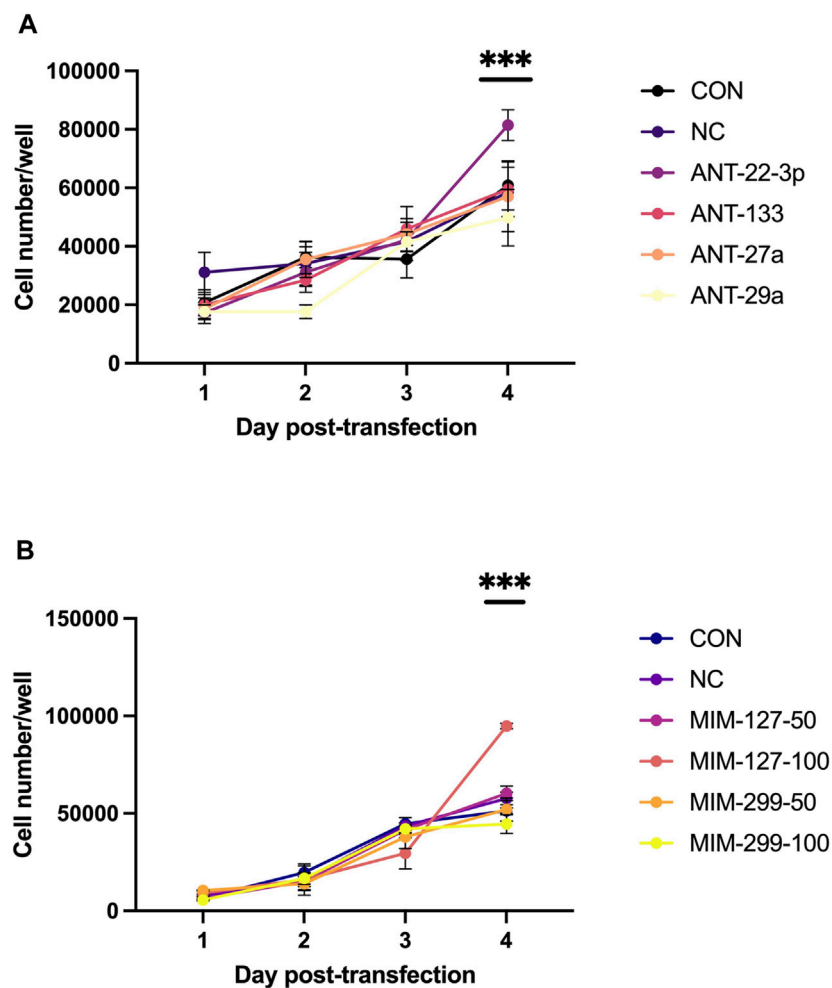 A
***
100000
80000
60000
40000
20000
0
Cell number/well
1 2 3 4
Day post-transfection
CON
NC
ANT-22-3p
ANT-133
ANT-27a
ANT-29a
B
***
150000
100000
50000
0
Cell number/well
1 2 3 4
Day post-transfection
CON
NC
MIM-127-50
MIM-127-100
MIM-299-50
MIM-299-100